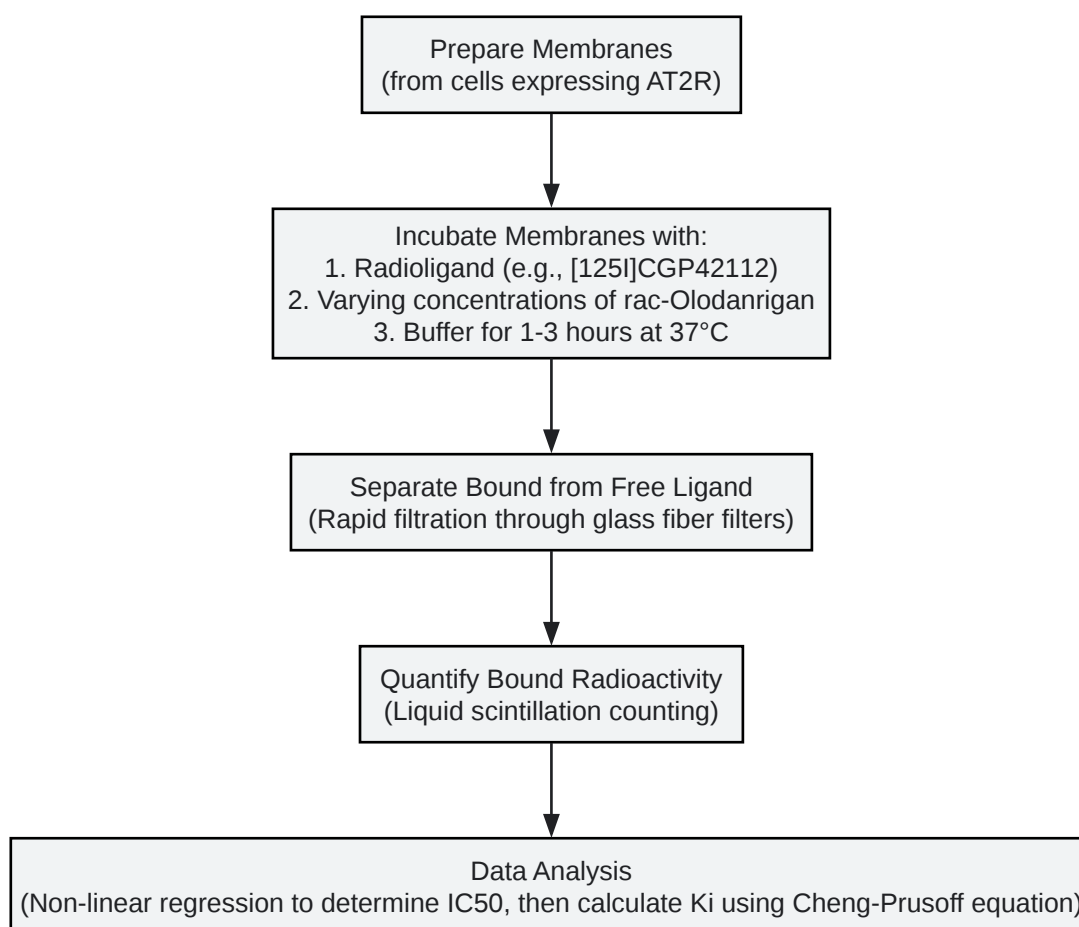 Prepare Membranes
(from cells expressing AT2R)
Incubate Membranes with:
1. Radioligand (e.g., [125I]CGP42112)
2. Varying concentrations of rac-Olodanrigan
3. Buffer for 1-3 hours at 37°C
Separate Bound from Free Ligand
(Rapid filtration through glass fiber filters)
Quantify Bound Radioactivity
(Liquid scintillation counting)
Data Analysis
(Non-linear regression to determine IC50, then calculate Ki using Cheng-Prusoff equation)